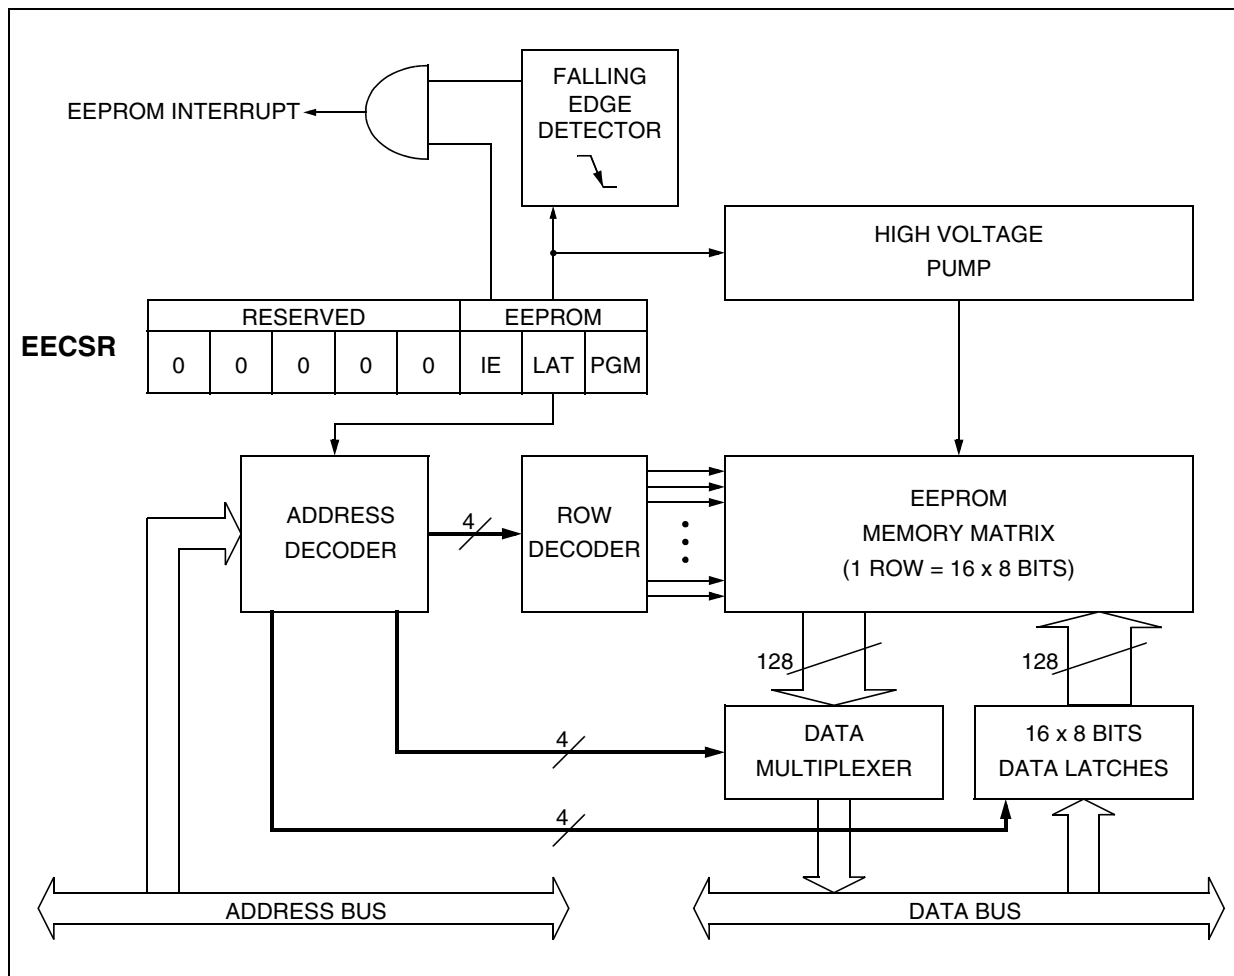 FALLING
EDGE
DETECTOR
EEPROM INTERRUPT
HIGH VOLTAGE
PUMP
RESERVED
EEPROM
EECSR
0
0
0
0
0
IE
LAT
PGM
ADDRESS
DECODER
4
ROW
DECODER
EEPROM
MEMORY MATRIX
(1 ROW = 16 x 8 BITS)
128
128
4
DATA
MULTIPLEXER
16 x 8 BITS
DATA LATCHES
4
ADDRESS BUS
DATA BUS